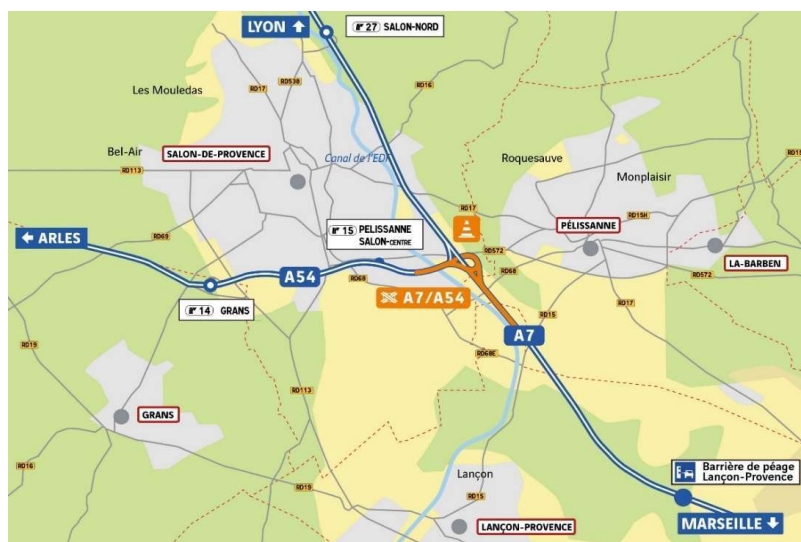 LYON
27 SALON-NORD
Les Mouledas
RD17
RD538
RD16
Bel-Air
SALON-DE-PROVENCE
Canal de l'EDF
Roquesauve
Monplaisir
RD113
RD17
RD15H
PÉLISSANNE
15 PELISSANNE
SALON-CENTRE
ARLES
RD69
RD572
LA-BARBEN
A54
RD68
RD68
RD572
A7/A54
14 GRANS
RD17
RD15
A7
RD19
RD68E
RD113
GRANS
RD16
RD19
Lançon
RD15
Barrière de péage
Lançon-Provence
LANÇON-PROVENCE
MARSEILLE